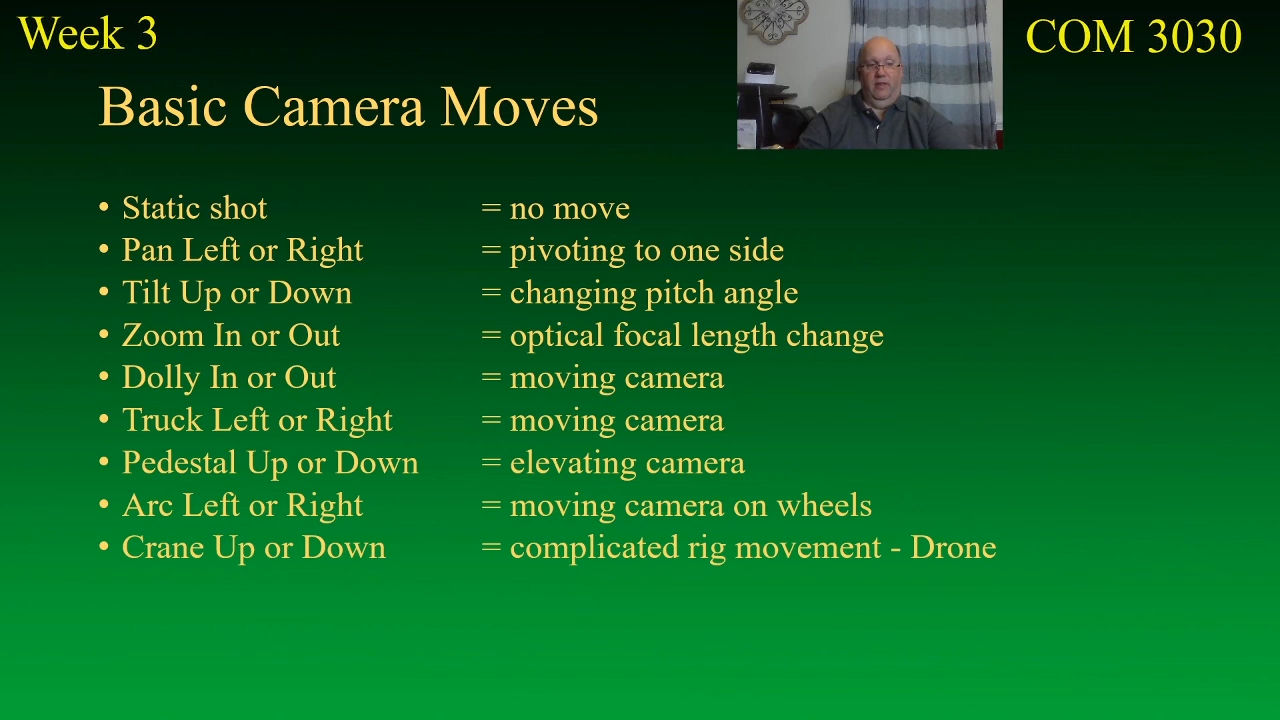 Week 3
COM 3030
Basic Camera Moves
• Static shot = no move
• Pan Left or Right = pivoting to one side
• Tilt Up or Down = changing pitch angle
• Zoom In or Out = optical focal length change
• Dolly In or Out = moving camera
• Truck Left or Right = moving camera
• Pedestal Up or Down = elevating camera
• Arc Left or Right = moving camera on wheels
• Crane Up or Down = complicated rig movement - Drone